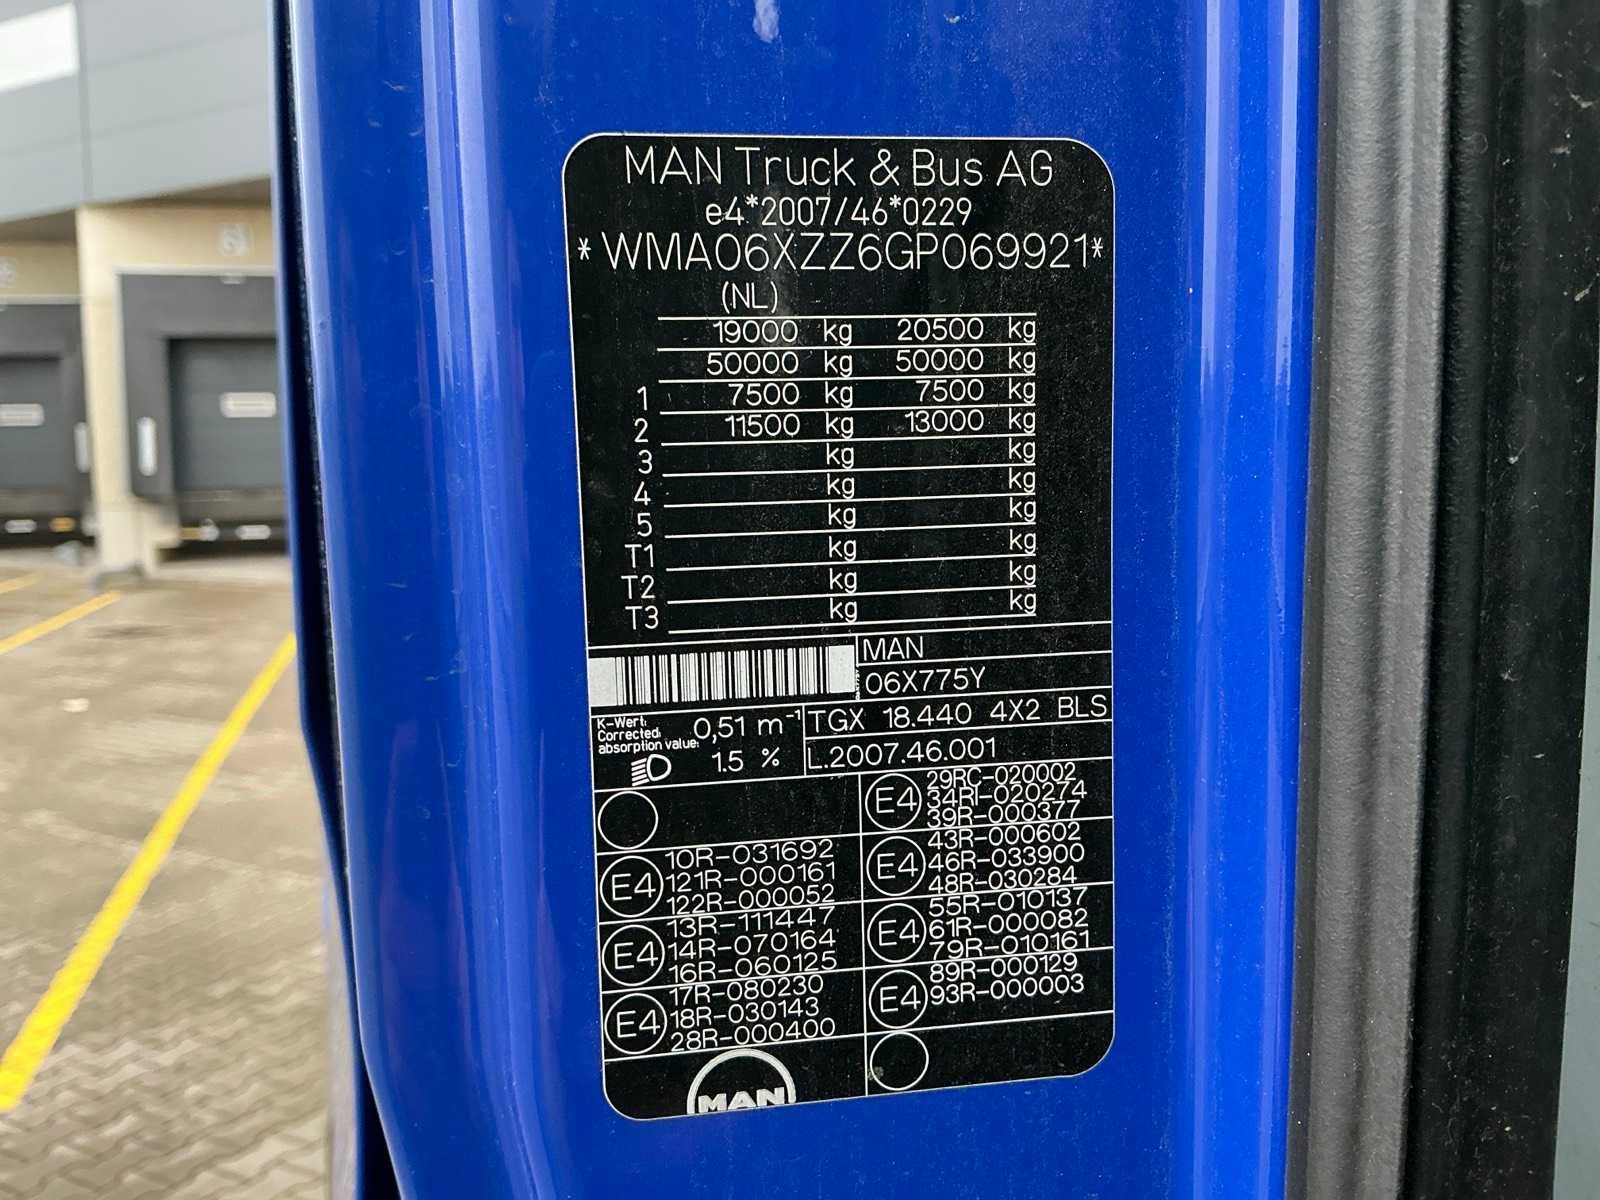 MAN Truck & Bus AG
e4*2007/46*0229
*WMA06XZZ6GP069921*
(NL)
19000 kg 20500 kg
50000 kg 50000 kg
1 7500 kg 7500 kg
2 11500 kg 13000 kg
3 kg kg
4 kg kg
5 kg kg
T1 kg kg
T2 kg kg
T3 kg kg
MAN
06X775Y
K-Wert:
Corrected
absorption value: 0,51 m⁻¹
TGX 18.440 4X2 BLS
1.5 %
L.2007.46.001
E4 10R-031692
121R-000161
122R-000052
E4 13R-111447
14R-070164
16R-060125
E4 17R-080230
18R-030143
28R-000400
MAN
E4 29RC-020002
34RI-020274
39R-000377
E4 43R-000602
46R-033900
48R-030284
E4 55R-010137
61R-000082
79R-010161
E4 89R-000129
93R-000003